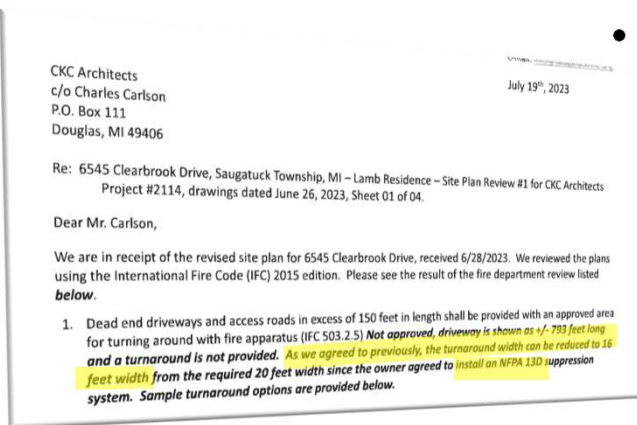 July 19th, 2023
CKC Architects
c/o Charles Carlson
P.O. Box 111
Douglas, MI 49406
Re: 6545 Clearbrook Drive, Saugatuck Township, MI – Lamb Residence – Site Plan Review #1 for CKC Architects
Project #2114, drawings dated June 26, 2023, Sheet 01 of 04.
Dear Mr. Carlson,
We are in receipt of the revised site plan for 6545 Clearbrook Drive, received 6/28/2023. We reviewed the plans
using the International Fire Code (IFC) 2015 edition. Please see the result of the fire department review listed
below.
1. Dead end driveways and access roads in excess of 150 feet in length shall be provided with an approved area
for turning around with fire apparatus (IFC 503.2.5) Not approved, driveway is shown as +/- 793 feet long
and a turnaround is not provided. As we agreed to previously, the turnaround width can be reduced to 16
feet width from the required 20 feet width since the owner agreed to install an NFPA 13D suppression
system. Sample turnaround options are provided below.